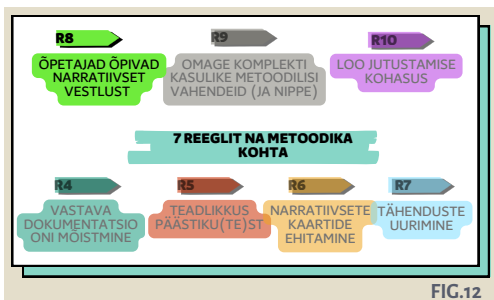 R8
R9
R10
ÕPETAJAD ÕPIVAD
NARRATIIVSET
VESTLUST
OMAGE KOMPLEKTI
KASULIKE METOODILISI
VAHENDEID (JA NIPPE)
LOO JUTUSTAMISE
KOHASUS
7 REEGLIT NA METOODIKA
KOHTA
R4
R5
R6
R7
VASTAVA
DOKUMENTATSIO
ONI MÕISTMINE
TEADLIKKUS
PÄÄSTIKU(TE)ST
NARRATIIVSETE
KAARTIDE
EHITAMINE
TÄHENDUSTE
UURIMINE
FIG.12